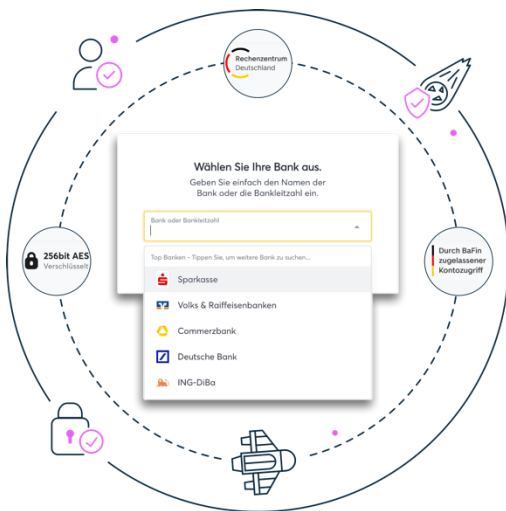 Rechenzentrum
Deutschland
Wählen Sie Ihre Bank aus.
Geben Sie einfach den Namen der
Bank oder die Bankleitzahl ein.
Bank oder Bankleitzahl
256bit AES
Verschlüsselt
Durch BaFin
zugelassener
Kontozugriff
Top Banken - Tippen Sie, um weitere Bank zu suchen...
Sparkasse
Volks & Raiffeisenbanken
Commerzbank
Deutsche Bank
ING-DiBa